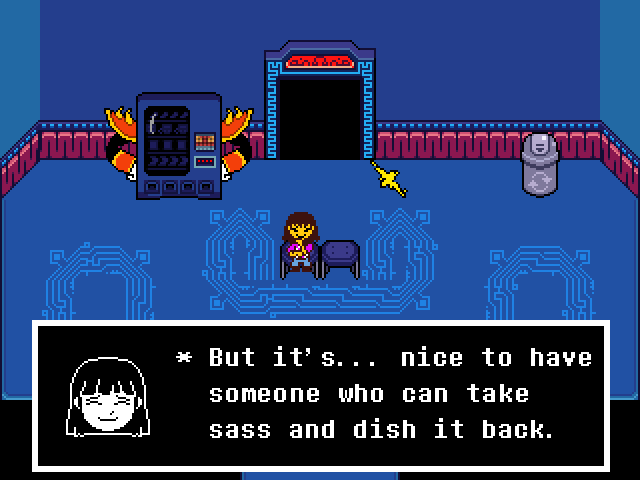 * But it's... nice to have
someone who can take
sass and dish it back.